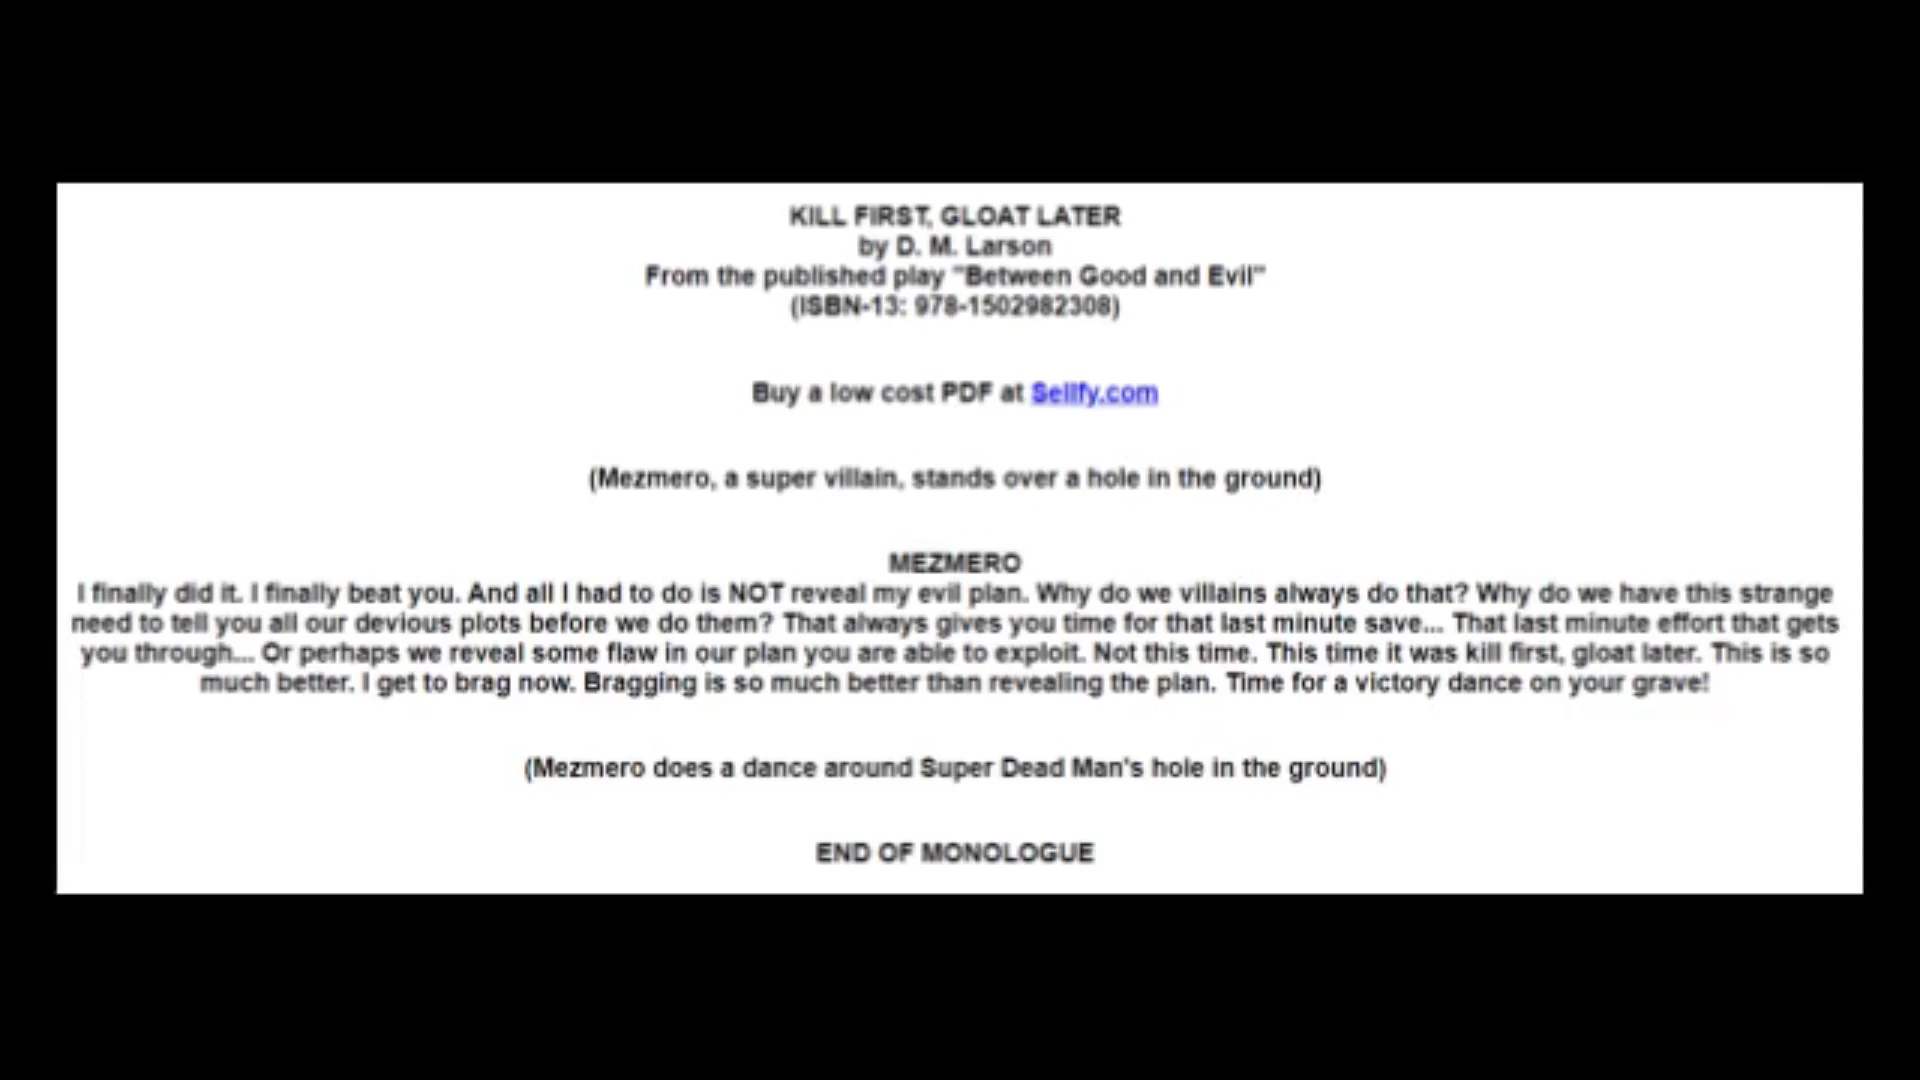 KILL FIRST, GLOAT LATER
by D. M. Larson
From the published play "Between Good and Evil"
(ISBN-13: 978-1502982308)
Buy a low cost PDF at Sellfy.com
(Mezmero, a super villain, stands over a hole in the ground)
MEZMERO
I finally did it. I finally beat you. And all I had to do is NOT reveal my evil plan. Why do we villains always do that? Why do we have this strange
need to tell you all our devious plots before we do them? That always gives you time for that last minute save... That last minute effort that gets
you through... Or perhaps we reveal some flaw in our plan you are able to exploit. Not this time. This time it was kill first, gloat later. This is so
much better. I get to brag now. Bragging is so much better than revealing the plan. Time for a victory dance on your grave!
(Mezmero does a dance around Super Dead Man's hole in the ground)
END OF MONOLOGUE